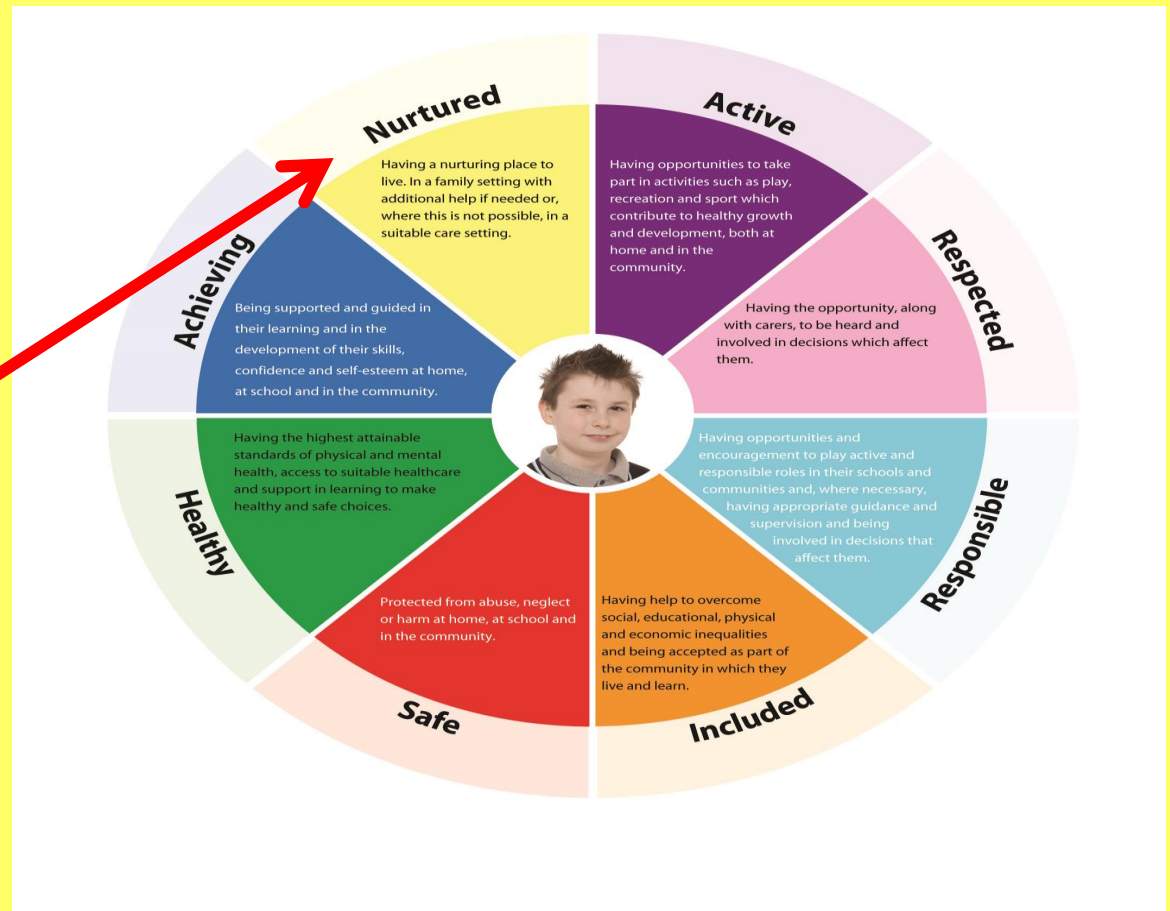 Nurtured
Having a nurturing place to
live. In a family setting with
additional help if needed or,
where this is not possible, in a
suitable care setting.
Active
Having opportunities to take
part in activities such as play,
recreation and sport which
contribute to healthy growth
and development, both at
home and in the
community.
Respected
Having the opportunity, along
with carers, to be heard and
involved in decisions which affect
them.
Responsible
Having opportunities and
encouragement to play active and
responsible roles in their schools and
communities and, where necessary,
having appropriate guidance and
supervision and being
involved in decisions that
affect them.
Included
Having help to overcome
social, educational, physical
and economic inequalities
and being accepted as part of
the community in which they
live and learn.
Safe
Protected from abuse, neglect
or harm at home, at school and
in the community.
Healthy
Having the highest attainable
standards of physical and mental
health, access to suitable healthcare
and support in learning to make
healthy and safe choices.
Achieving
Being supported and guided in
their learning and in the
development of their skills,
confidence and self-esteem at home,
at school and in the community.